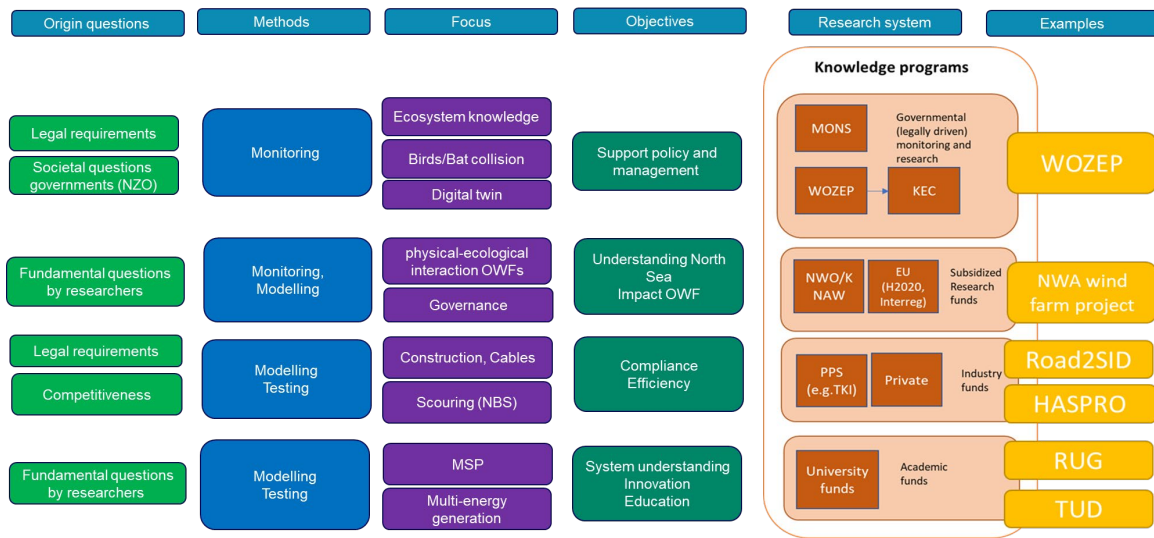 Origin questions
Methods
Focus
Objectives
Research system
Examples
Knowledge programs
Legal requirements
Societal questions
governments (NZO)
Monitoring
Ecosystem knowledge
Birds/Bat collision
Digital twin
Support policy and
management
MONS
Governmental
(legally driven)
monitoring and
research
WOZEP
KEC
WOZEP
Fundamental questions
by researchers
Monitoring,
Modelling
physical-ecological
interaction OWFs
Governance
Understanding North
Sea
Impact OWF
NWO/K
NAW
EU
(H2020,
Interreg)
Subsidized
Research
funds
NWA wind
farm project
Legal requirements
Competitiveness
Modelling
Testing
Construction, Cables
Scouring (NBS)
Compliance
Efficiency
PPS
(e.g.TKI)
Private
Industry
funds
Road2SID
HASPRO
Fundamental questions
by researchers
Modelling
Testing
MSP
Multi-energy
generation
System understanding
Innovation
Education
University
funds
Academic
funds
RUG
TUD